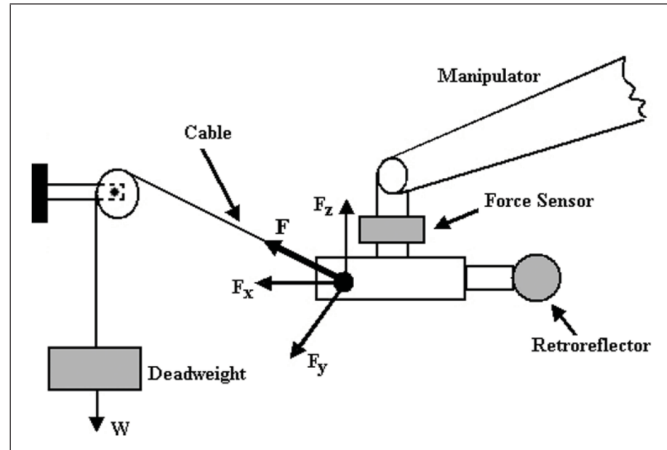 Manipulator
Cable
Force Sensor
Fz
F
Fx
Retroreflector
Fy
Deadweight
W